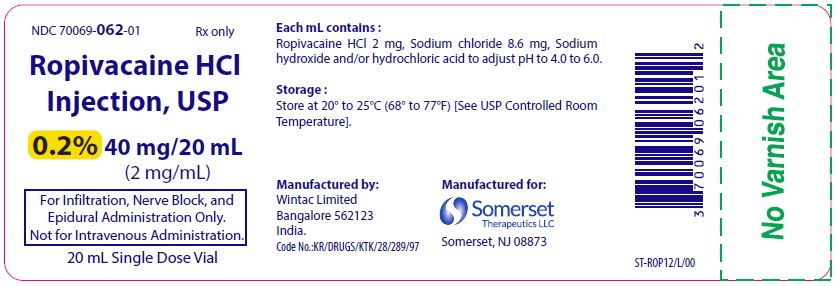 NDC 70069-062-01
Rx only
Ropivacaine HCl
Injection, USP
0.2% 40 mg/20 mL
(2 mg/mL)
For Infiltration, Nerve Block, and
Epidural Administration Only.
Not for Intravenous Administration.
20 mL Single Dose Vial
Each mL contains :
Ropivacaine HCl 2 mg, Sodium chloride 8.6 mg, Sodium
hydroxide and/or hydrochloric acid to adjust pH to 4.0 to 6.0.
Storage :
Store at 20° to 25°C (68° to 77°F) [See USP Controlled Room
Temperature].
Manufactured by:
Wintac Limited
Bangalore 562123
India.
Code No.:KR/DRUGS/KTK/28/289/97
Manufactured for:
Somerset
Therapeutics LLC
Somerset, NJ 08873
3 70069 06201 2
ST-R0P12/L/00
No Varnish Area